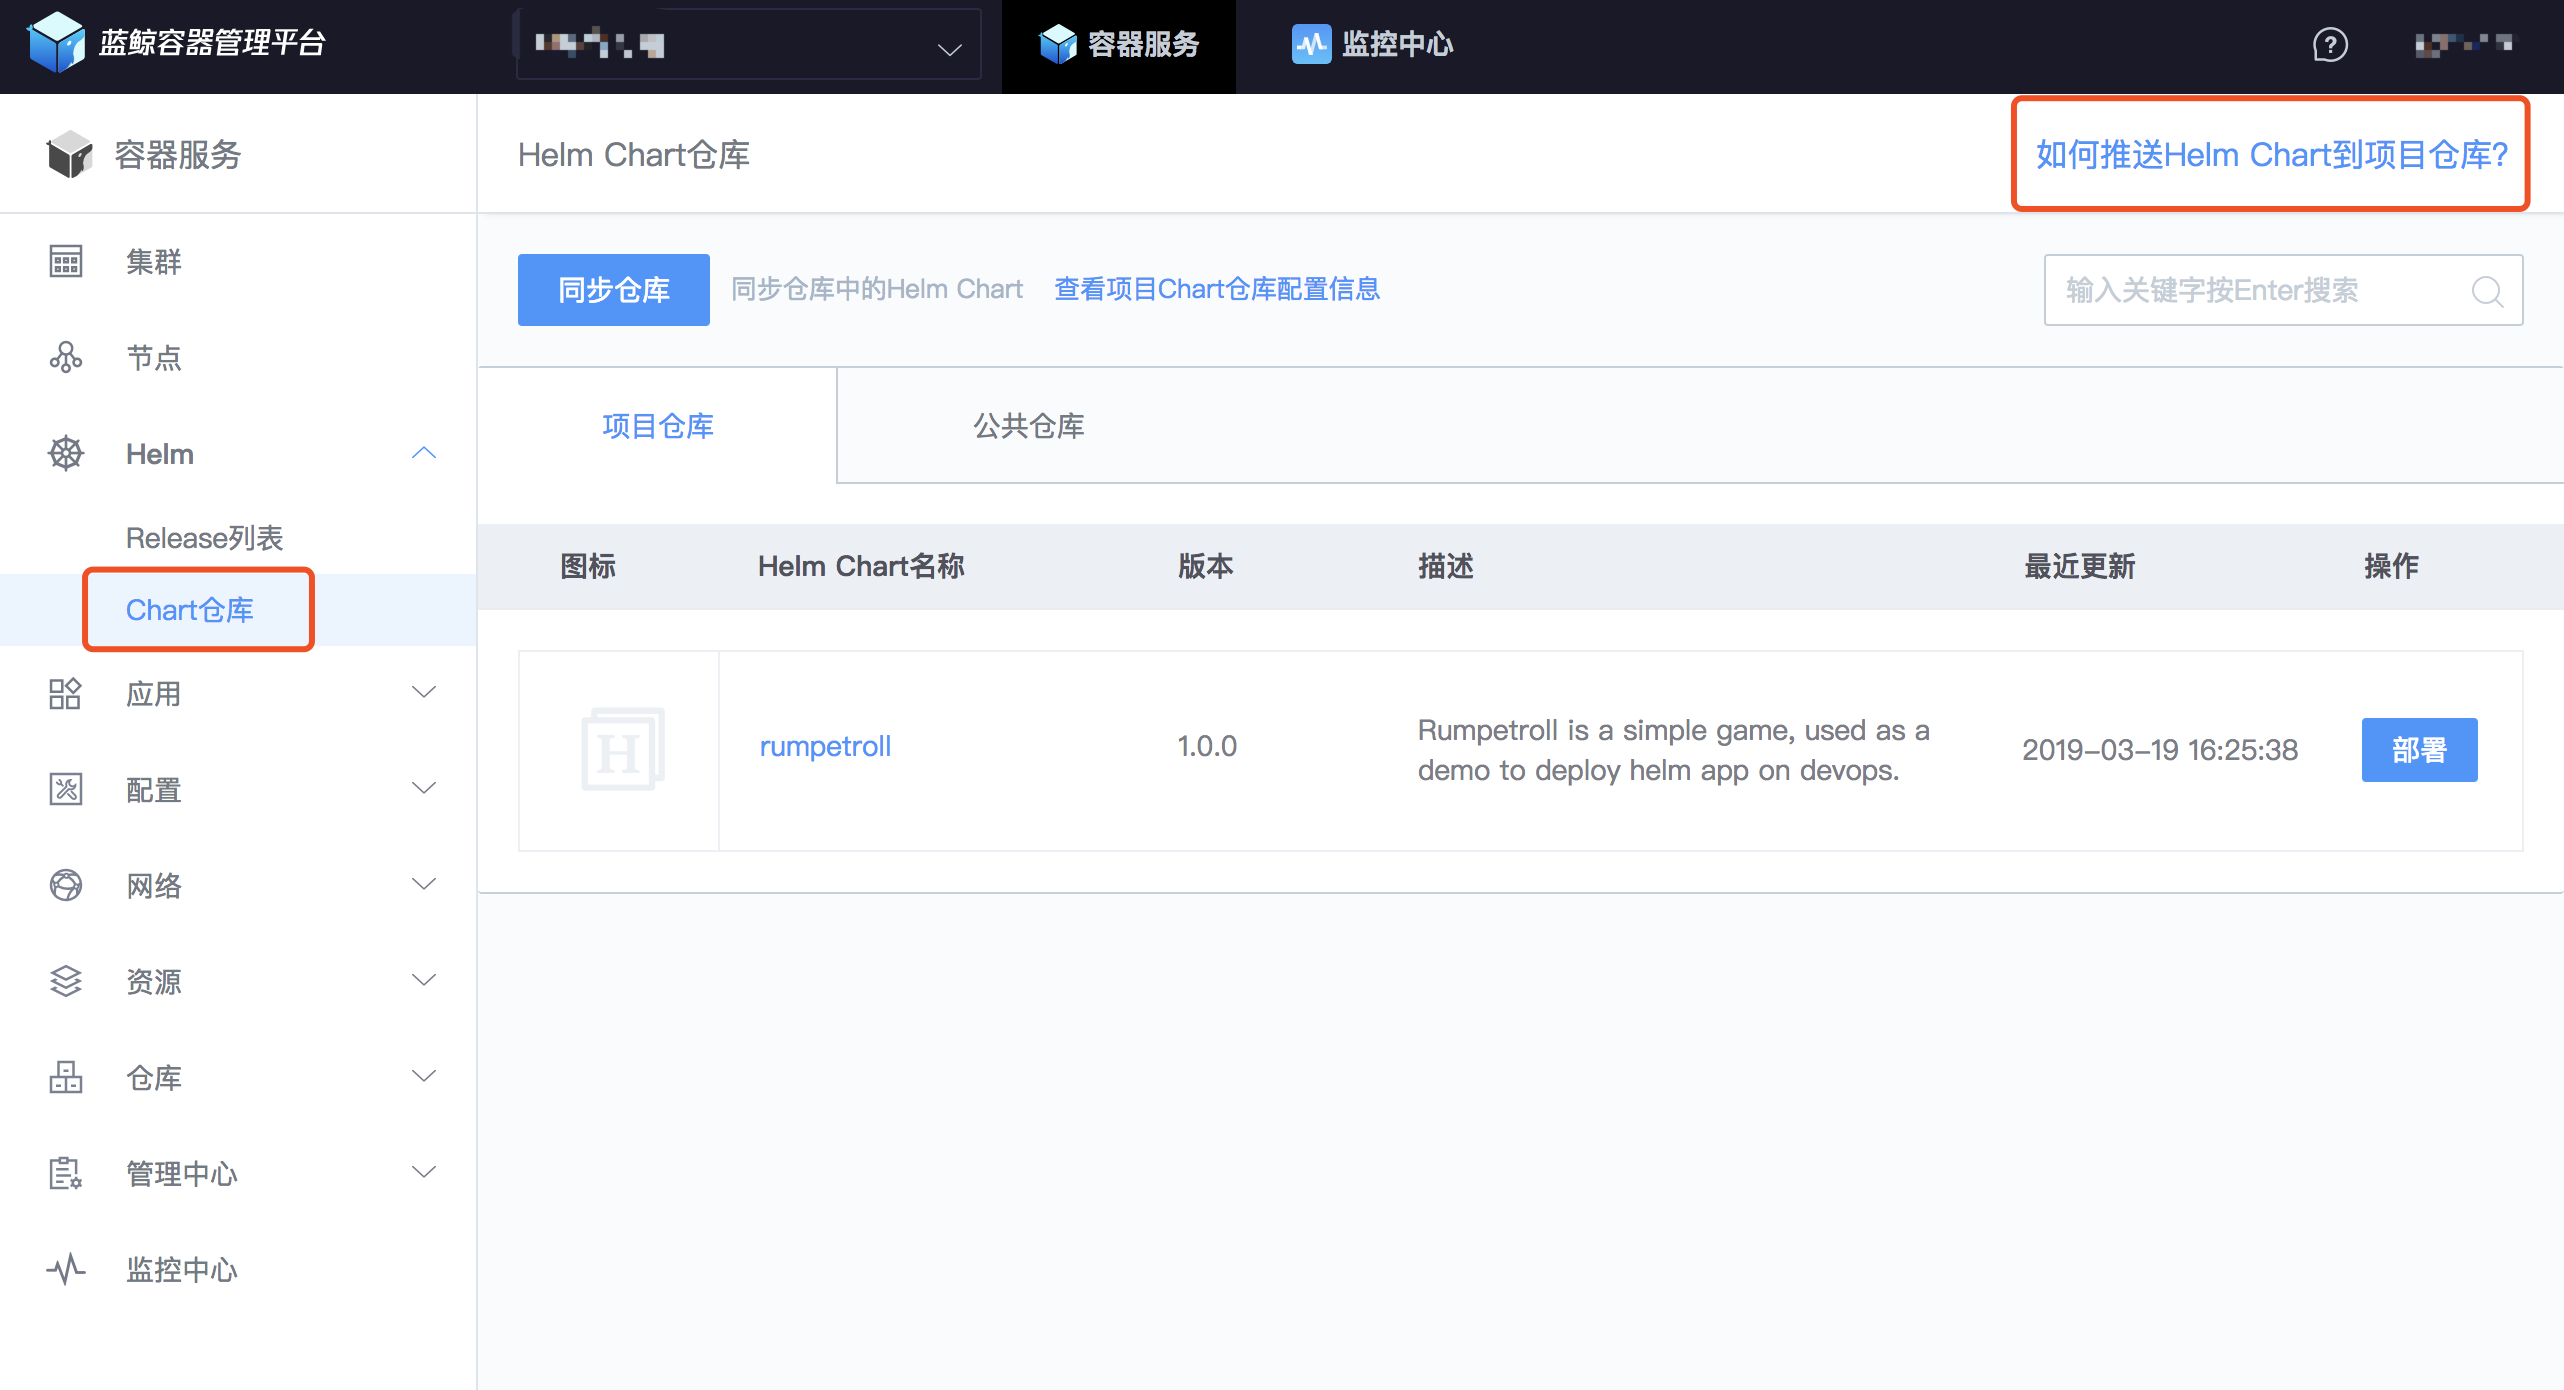 蓝鲸容器管理平台
容器服务
监控中心
容器服务
Helm Chart仓库
如何推送Helm Chart到项目仓库?
集群
节点
Helm
Release列表
Chart仓库
应用
配置
网络
资源
仓库
管理中心
监控中心
同步仓库
同步仓库中的Helm Chart
查看项目Chart仓库配置信息
输入关键字按Enter搜索
项目仓库
公共仓库
图标
Helm Chart名称
版本
描述
最近更新
操作
H
rumpetroll
1.0.0
Rumpetroll is a simple game, used as a
demo to deploy helm app on devops.
2019-03-19 16:25:38
部署